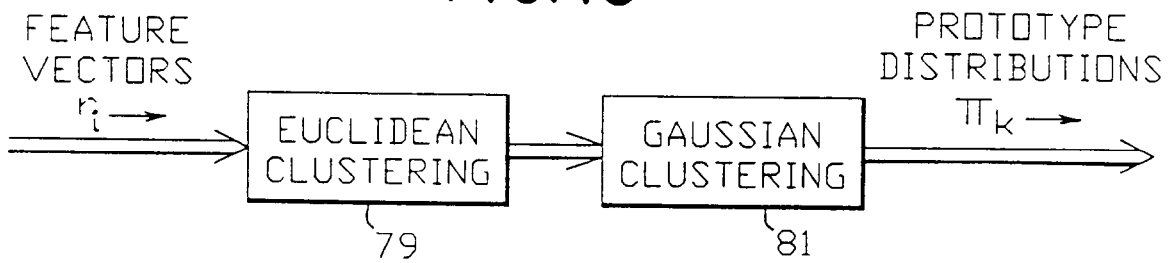 FEATURE
VECTORS
r_i →
PROTOTYPE
DISTRIBUTIONS
π_k →
EUCLIDEAN
CLUSTERING
GAUSSIAN
CLUSTERING
79
81